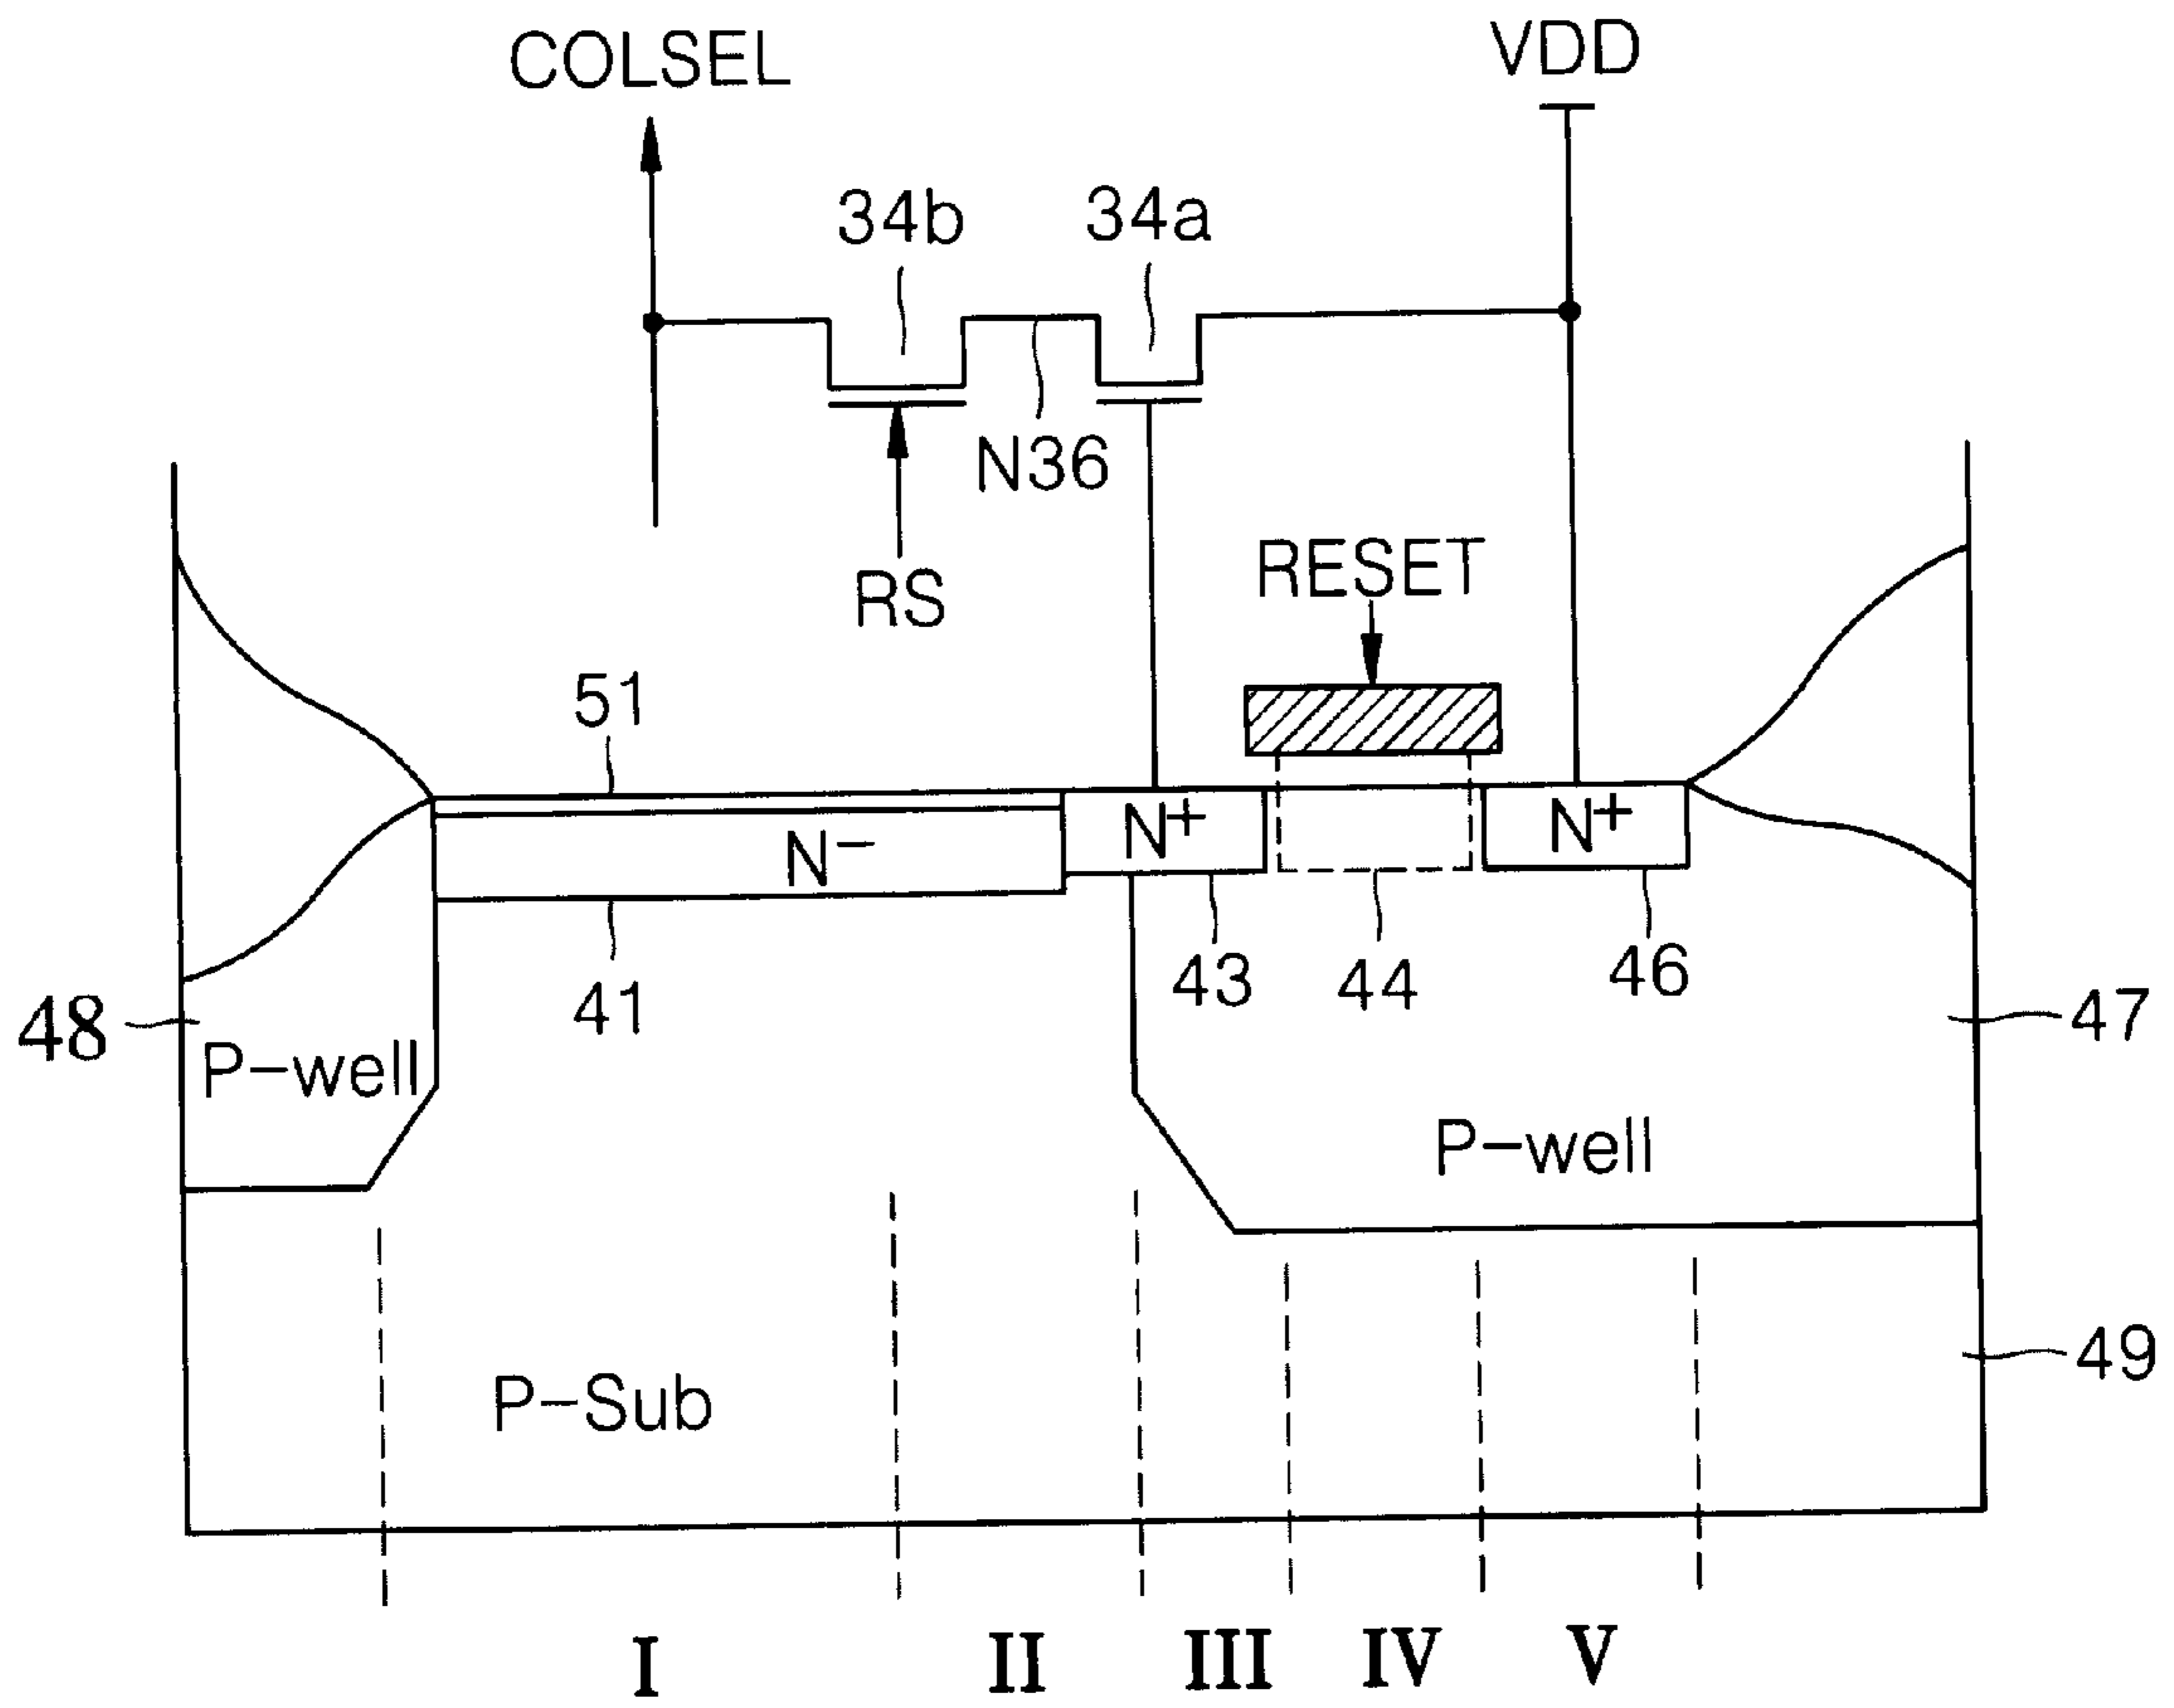 COLSEL
VDD
34b
34a
N36
RS
RESET
51
N−
N+
N+
41
43
44
46
48
47
P-well
P-well
49
P-Sub
I
II
III
IV
V